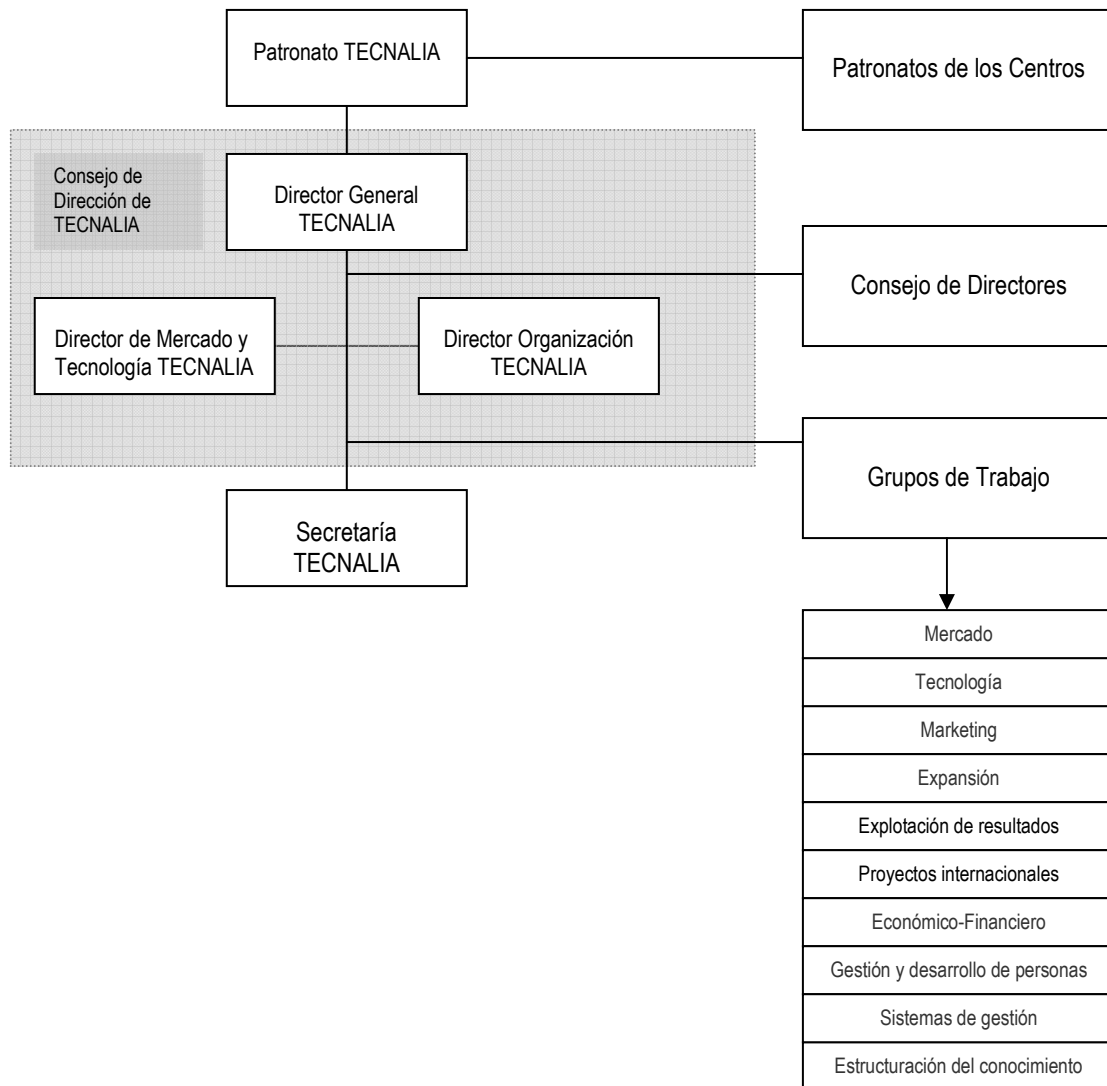 Patronato TECNALIA
Patronatos de los Centros
Consejo de
Dirección de
TECNALIA
Director General
TECNALIA
Consejo de Directores
Director de Mercado y
Tecnología TECNALIA
Director Organización
TECNALIA
Grupos de Trabajo
Secretaría
TECNALIA
Mercado
Tecnología
Marketing
Expansión
Explotación de resultados
Proyectos internacionales
Económico-Financiero
Gestión y desarrollo de personas
Sistemas de gestión
Estructuración del conocimiento